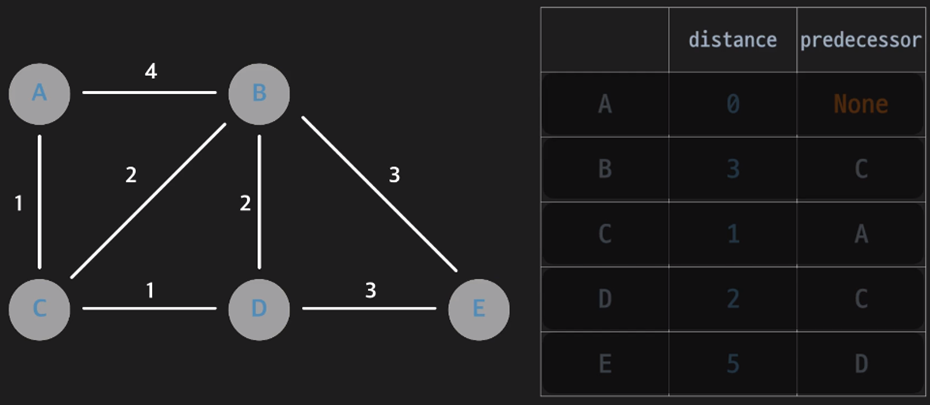 4
A B
2 3
1 2
1 3
C D E
distance predecessor
A 0 None
B 3 C
C 1 A
D 2 C
E 5 D